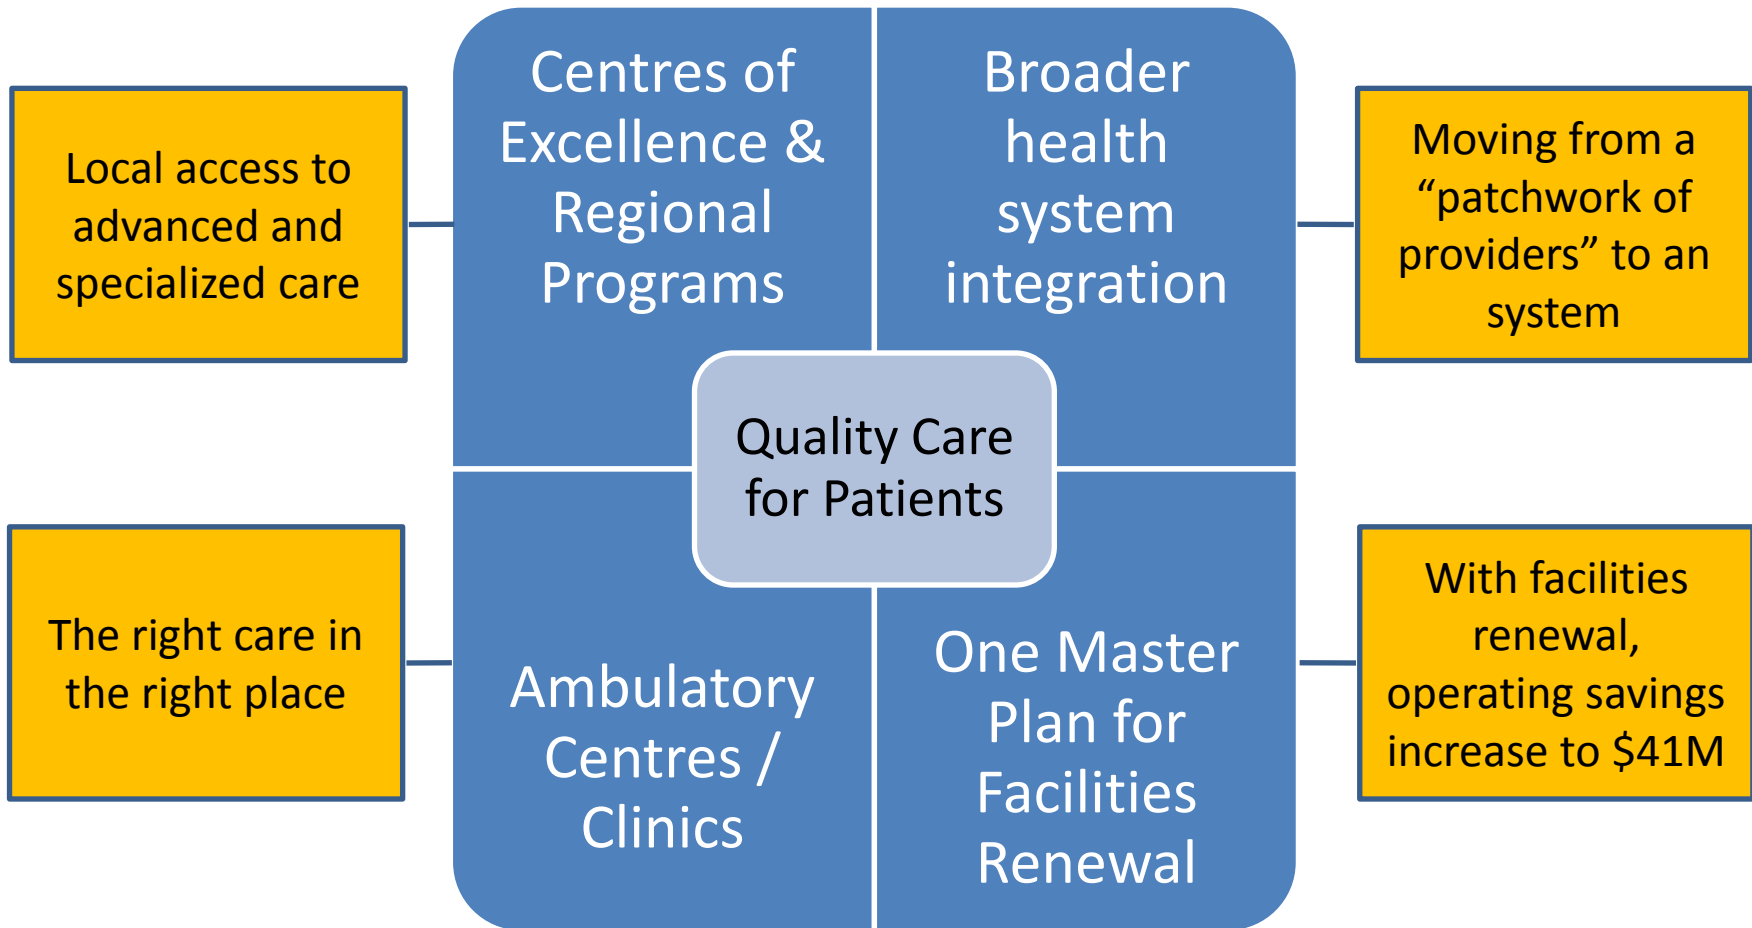 Centres of
Excellence &
Regional
Programs
Broader
health
system
integration
Local access to
advanced and
specialized care
Moving from a
“patchwork of
providers” to an
system
Quality Care
for Patients
The right care in
the right place
Ambulatory
Centres /
Clinics
One Master
Plan for
Facilities
Renewal
With facilities
renewal,
operating savings
increase to $41M